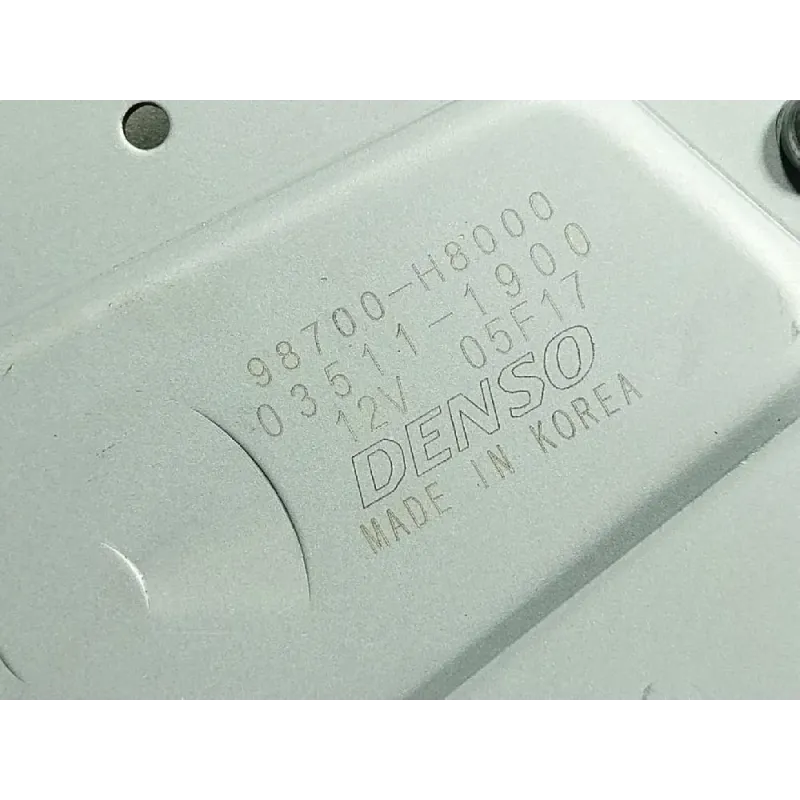 98700-H8000
03511-1900
12V 05F17
DENSO
MADE IN KOREA